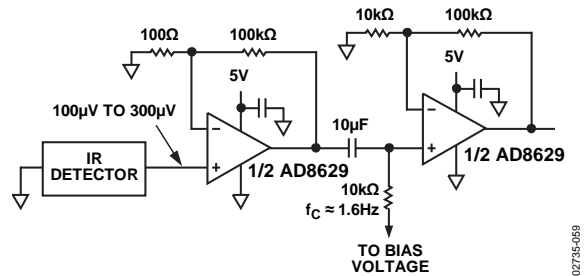 100Ω
100kΩ
10kΩ
100kΩ
5V
5V
100µV TO 300µV
10µF
−
+
−
+
IR
DETECTOR
1/2 AD8629
1/2 AD8629
10kΩ
fC ≈ 1.6Hz
TO BIAS
VOLTAGE
02735-059